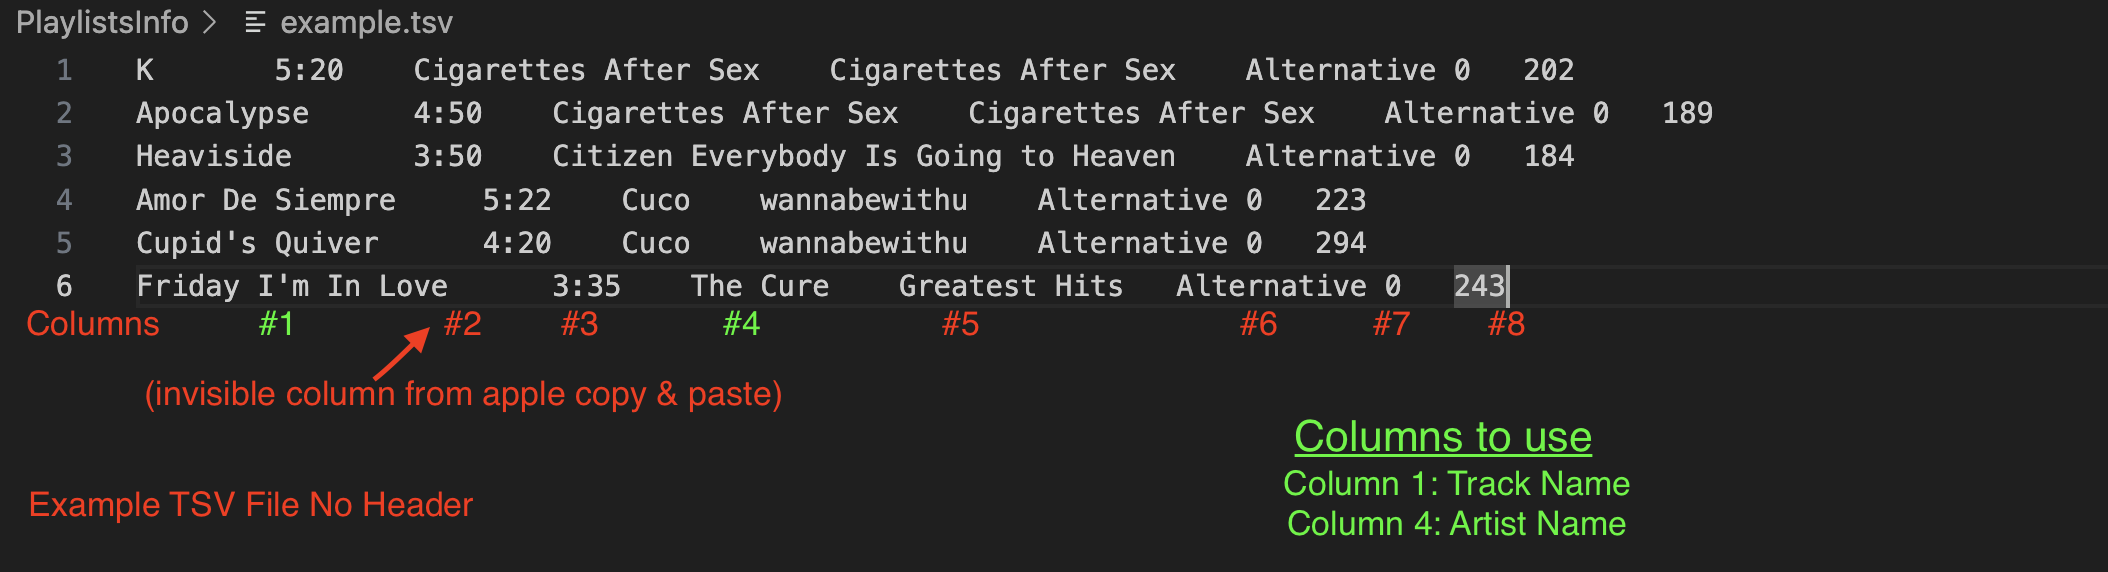 PlaylistsInfo > example.tsv
1 K 5:20 Cigarettes After Sex Cigarettes After Sex Alternative 0 202
2 Apocalypse 4:50 Cigarettes After Sex Cigarettes After Sex Alternative 0 189
3 Heaviside 3:50 Citizen Everybody Is Going to Heaven Alternative 0 184
4 Amor De Siempre 5:22 Cuco wannabewithu Alternative 0 223
5 Cupid's Quiver 4:20 Cuco wannabewithu Alternative 0 294
6 Friday I'm In Love 3:35 The Cure Greatest Hits Alternative 0 243
Columns #1 #2 #3 #4 #5 #6 #7 #8
(invisible column from apple copy & paste)
Columns to use
Column 1: Track Name
Column 4: Artist Name
Example TSV File No Header